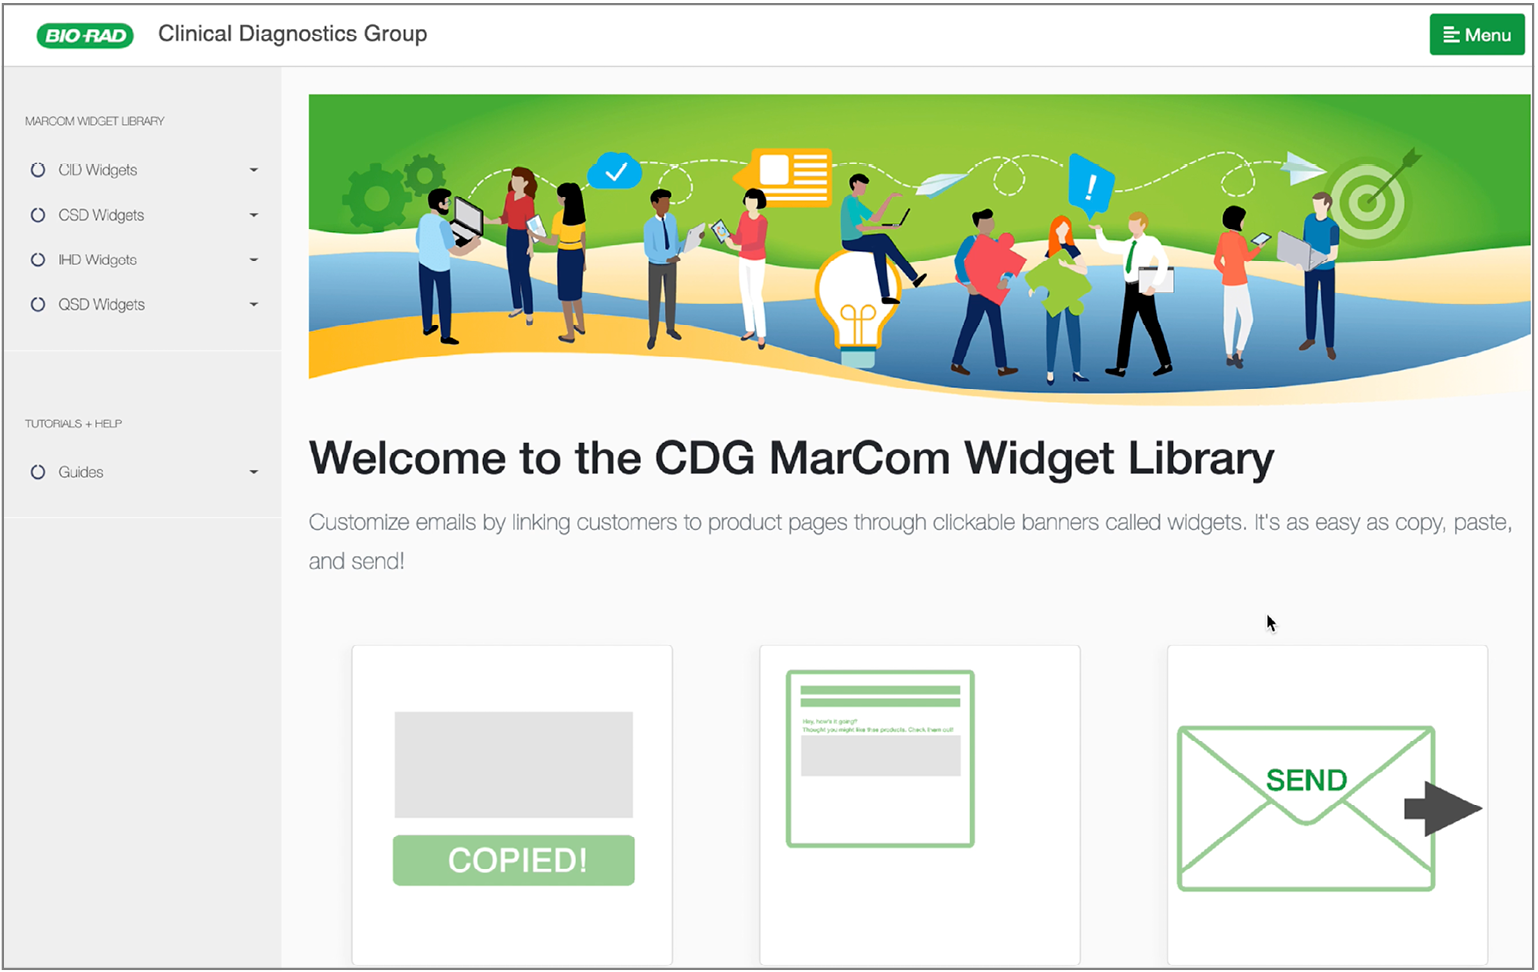 BIO-RAD Clinical Diagnostics Group
Menu
MARCOM WIDGET LIBRARY
CID Widgets
CSD Widgets
IHD Widgets
QSD Widgets
TUTORIALS + HELP
Guides
!
Welcome to the CDG MarCom Widget Library
Customize emails by linking customers to product pages through clickable banners called widgets. It's as easy as copy, paste,
and send!
COPIED!
Hey, how's it going?
Thought you might like these products. Check them out!
SEND